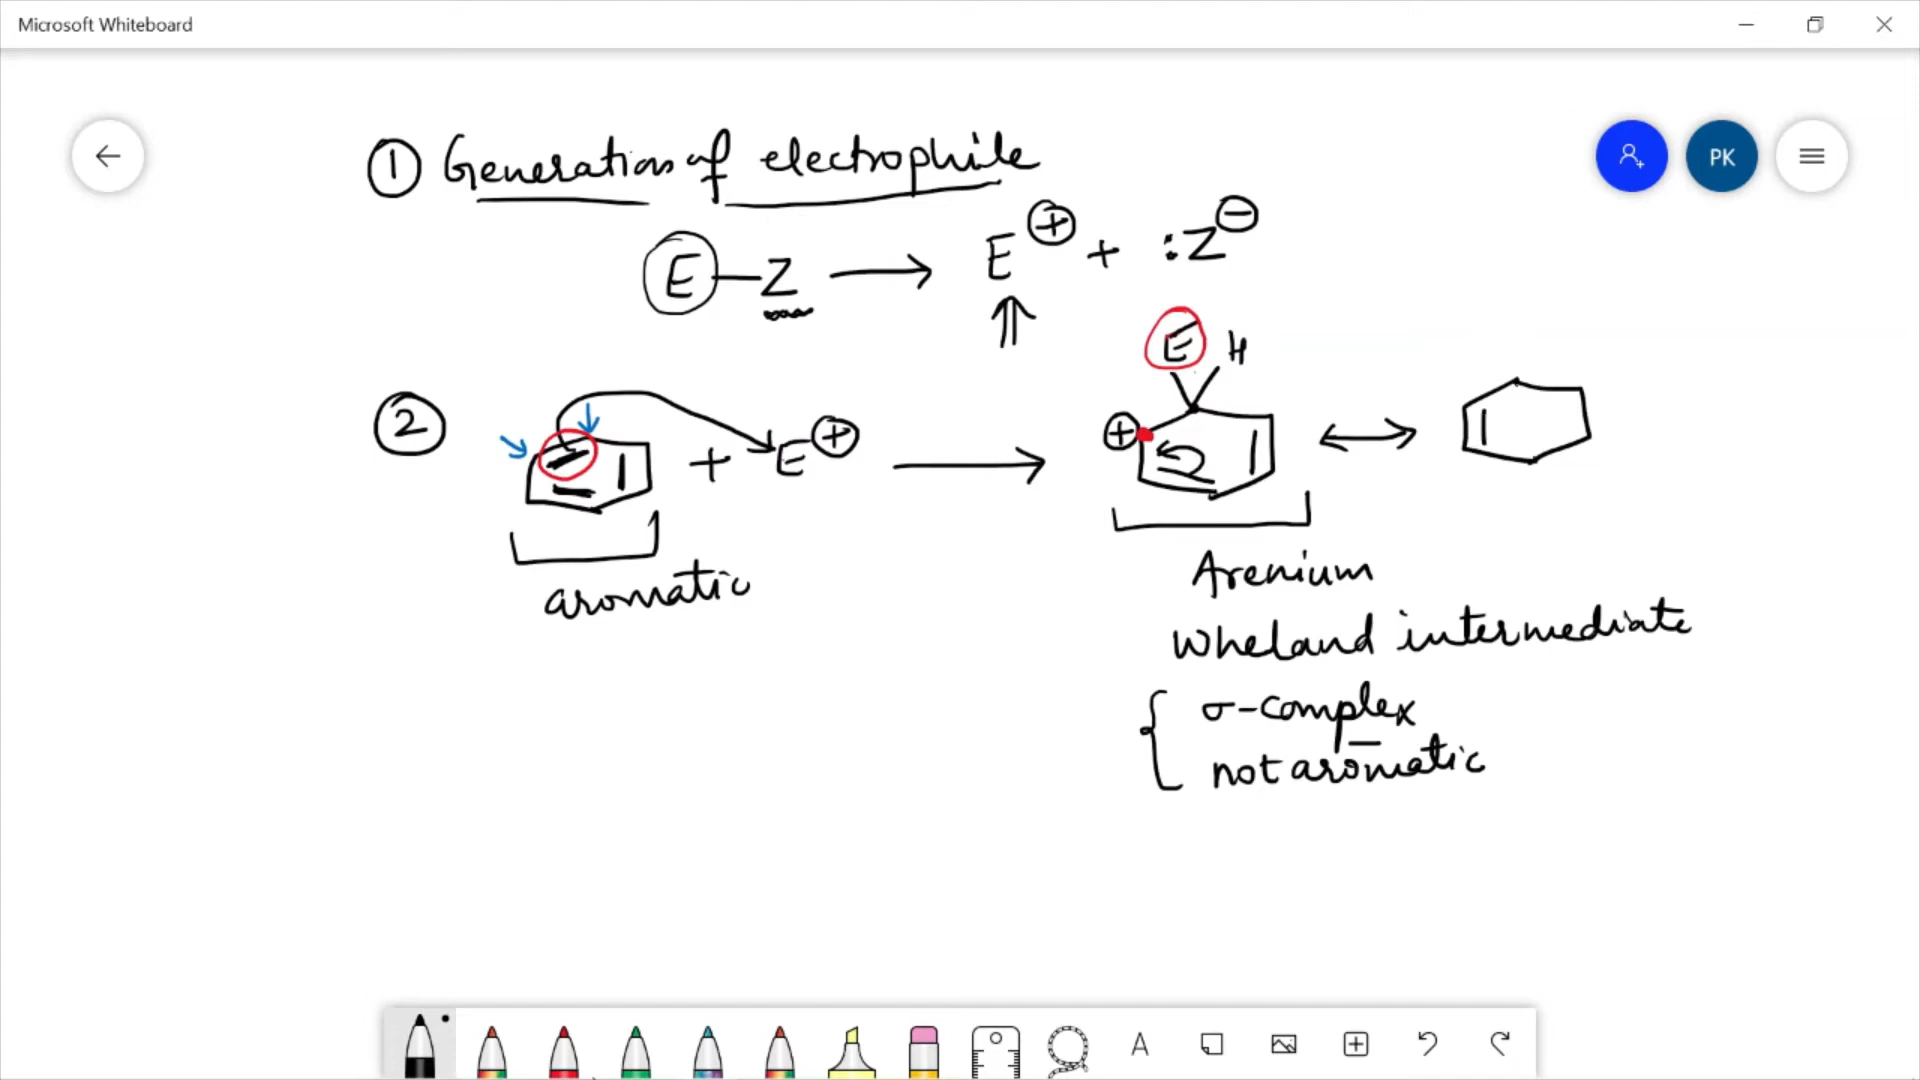 Microsoft Whiteboard
① Generation of electrophile
E—Z ⟶ E⊕ + :Z⊖
PK
②
+ E⊕ ⟶
E H
⊕
⟷
aromatic
Arenium
Wheland intermediate
σ-complex
not aromatic
A